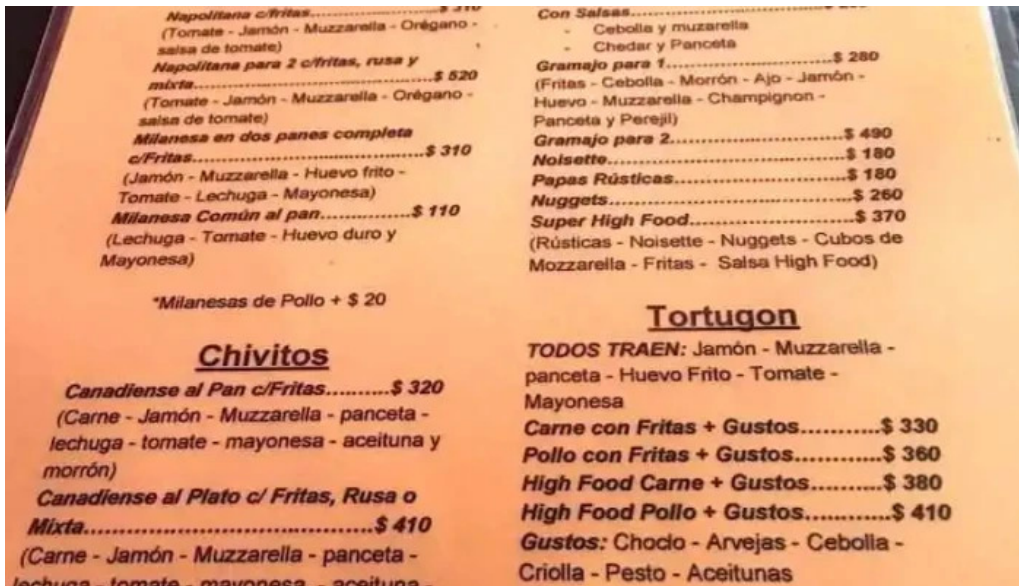 Napolitana c/fritas................$ 310
(Tomate - Jamón - Muzzarella - Orégano -
salsa de tomate)
Napolitana para 2 c/fritas, rusa y
mixta....................................$ 520
(Tomate - Jamón - Muzzarella - Orégano -
salsa de tomate)
Milanesa en dos panes completa
c/Fritas...................................$ 310
(Jamón - Muzzarella - Huevo frito -
Tomate - Lechuga - Mayonesa)
Milanesa Común al pan..............$ 110
(Lechuga - Tomate - Huevo duro y
Mayonesa)
*Milanesas de Pollo + $ 20
Chivitos
Canadiense al Pan c/Fritas..........$ 320
(Carne - Jamón - Muzzarella - panceta -
lechuga - tomate - mayonesa - aceituna y
morrón)
Canadiense al Plato c/ Fritas, Rusa o
Mixta......................................$ 410
(Carne - Jamón - Muzzarella - panceta -
lechuga - tomate - mayonesa - aceituna -
Con Salsas..........................$
- Cebolla y muzarella
- Chedar y Panceta
Gramajo para 1.........................$ 280
(Fritas - Cebolla - Morrón - Ajo - Jamón -
Huevo - Muzzarella - Champignon -
Panceta y Perejil)
Gramajo para 2..........................$ 490
Noisette....................................$ 180
Papas Rústicas..........................$ 180
Nuggets....................................$ 260
Super High Food........................$ 370
(Rústicas - Noisette - Nuggets - Cubos de
Mozzarella - Fritas - Salsa High Food)
Tortugon
TODOS TRAEN: Jamón - Muzzarella -
panceta - Huevo Frito - Tomate -
Mayonesa
Carne con Fritas + Gustos...........$ 330
Pollo con Fritas + Gustos............$ 360
High Food Carne + Gustos..........$ 380
High Food Pollo + Gustos...........$ 410
Gustos: Choclo - Arvejas - Cebolla -
Criolla - Pesto - Aceitunas